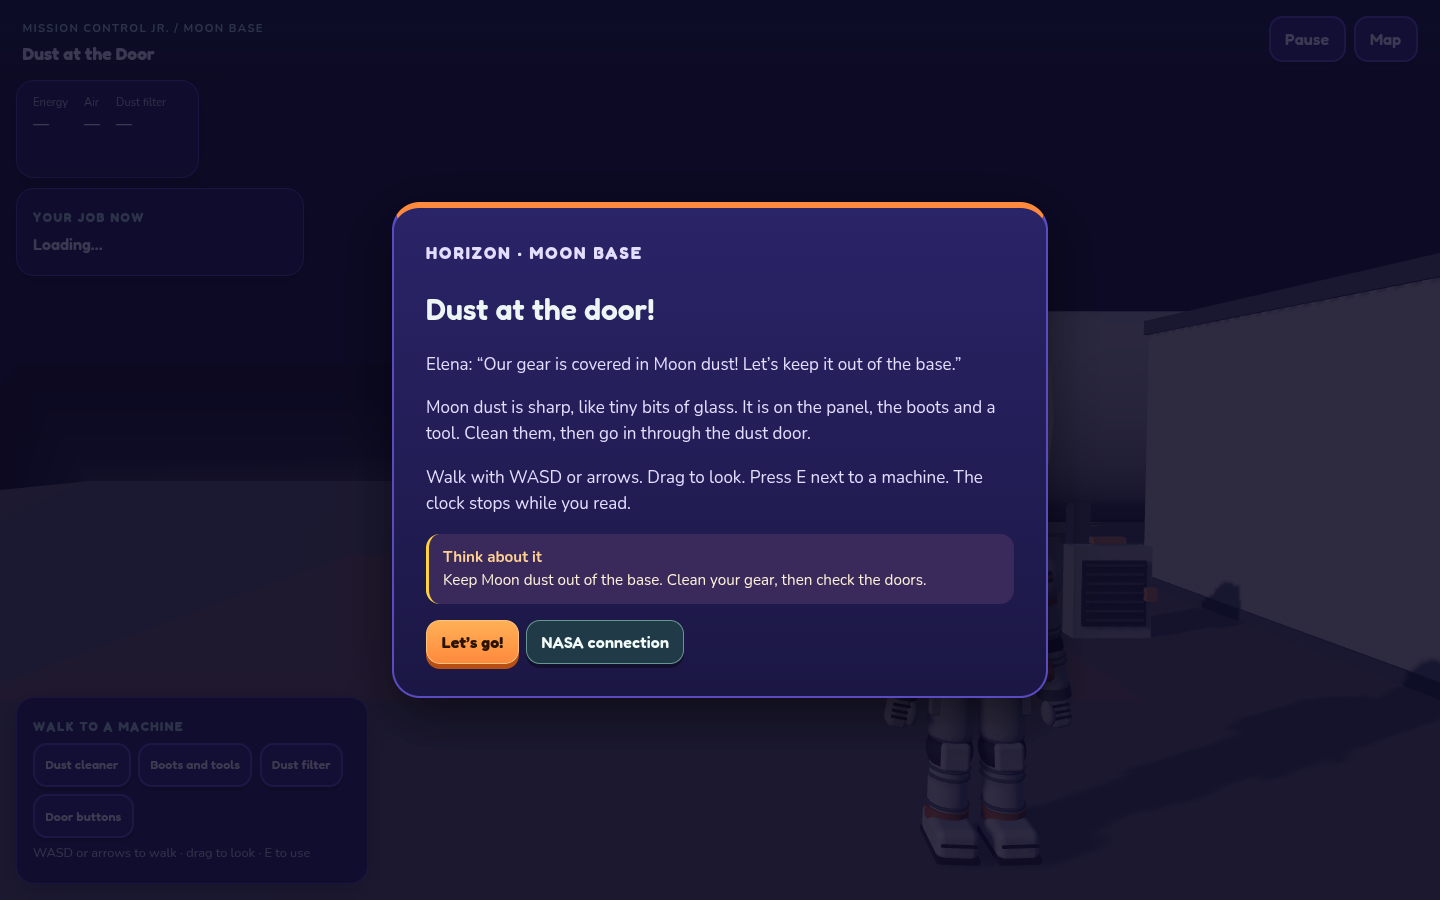 MISSION CONTROL JR. / MOON BASE
Dust at the Door
Pause
Map
Energy Air Dust filter
— — —
YOUR JOB NOW
Loading...
HORIZON · MOON BASE
Dust at the door!
Elena: “Our gear is covered in Moon dust! Let’s keep it out of the base.”
Moon dust is sharp, like tiny bits of glass. It is on the panel, the boots and a
tool. Clean them, then go in through the dust door.
Walk with WASD or arrows. Drag to look. Press E next to a machine. The
clock stops while you read.
Think about it
Keep Moon dust out of the base. Clean your gear, then check the doors.
Let’s go!
NASA connection
WALK TO A MACHINE
Dust cleaner
Boots and tools
Dust filter
Door buttons
WASD or arrows to walk · drag to look · E to use